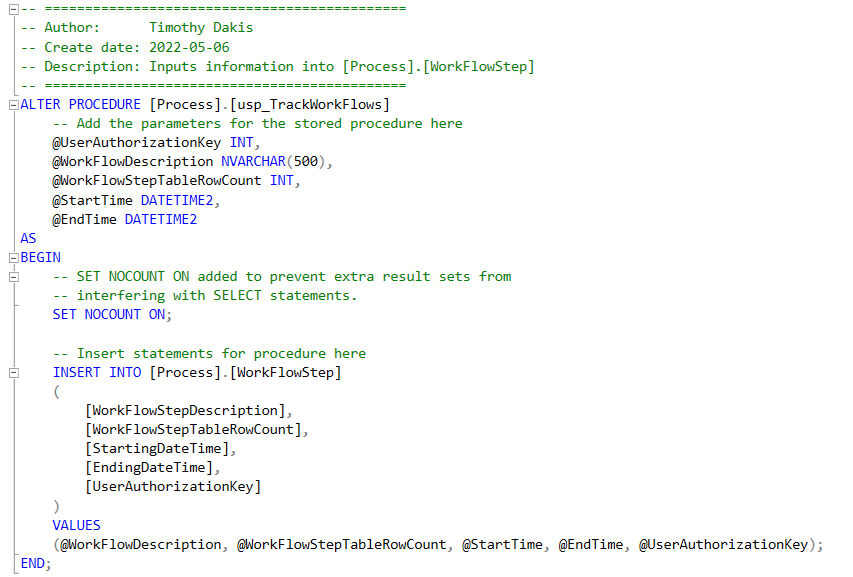 -- =============================================
-- Author:      Timothy Dakis
-- Create date: 2022-05-06
-- Description: Inputs information into [Process].[WorkFlowStep]
-- =============================================
ALTER PROCEDURE [Process].[usp_TrackWorkFlows]
    -- Add the parameters for the stored procedure here
    @UserAuthorizationKey INT,
    @WorkFlowDescription NVARCHAR(500),
    @WorkFlowStepTableRowCount INT,
    @StartTime DATETIME2,
    @EndTime DATETIME2
AS
BEGIN
    -- SET NOCOUNT ON added to prevent extra result sets from
    -- interfering with SELECT statements.
    SET NOCOUNT ON;

    -- Insert statements for procedure here
    INSERT INTO [Process].[WorkFlowStep]
    (
        [WorkFlowStepDescription],
        [WorkFlowStepTableRowCount],
        [StartingDateTime],
        [EndingDateTime],
        [UserAuthorizationKey]
    )
    VALUES
    (@WorkFlowDescription, @WorkFlowStepTableRowCount, @StartTime, @EndTime, @UserAuthorizationKey);
END;